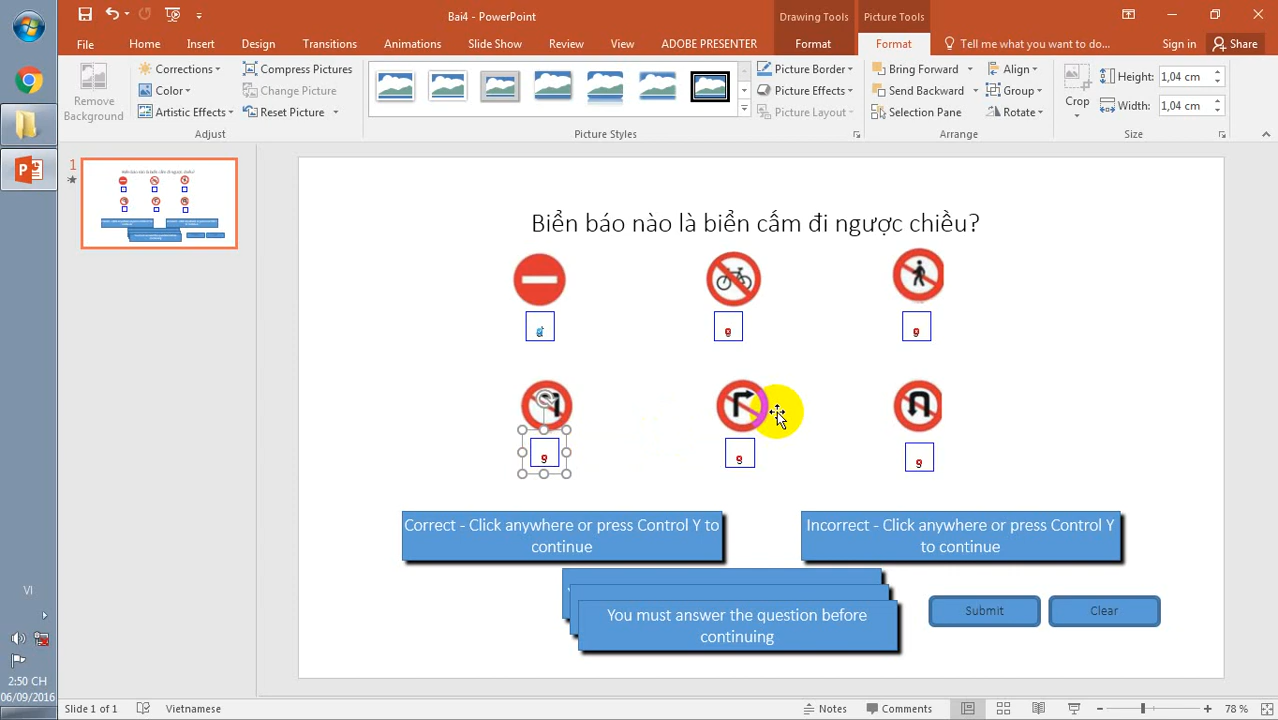 Bai4 - PowerPoint
Drawing Tools
Picture Tools
File
Home
Insert
Design
Transitions
Animations
Slide Show
Review
View
ADOBE PRESENTER
Format
Format
Tell me what you want to do...
Sign in
Share
Remove
Background
Corrections
Color
Artistic Effects
Compress Pictures
Change Picture
Reset Picture
Adjust
Picture Styles
Picture Border
Picture Effects
Picture Layout
Bring Forward
Send Backward
Selection Pane
Align
Group
Rotate
Arrange
Crop
Height: 1,04 cm
Width: 1,04 cm
Size
1
Biển báo nào là biển cấm đi ngược chiều?
Correct - Click anywhere or press Control Y to
continue
Incorrect - Click anywhere or press Control Y
to continue
You must answer the question before
continuing
Submit
Clear
VI
2:50 CH
06/09/2016
Slide 1 of 1
Vietnamese
Notes
Comments
78 %